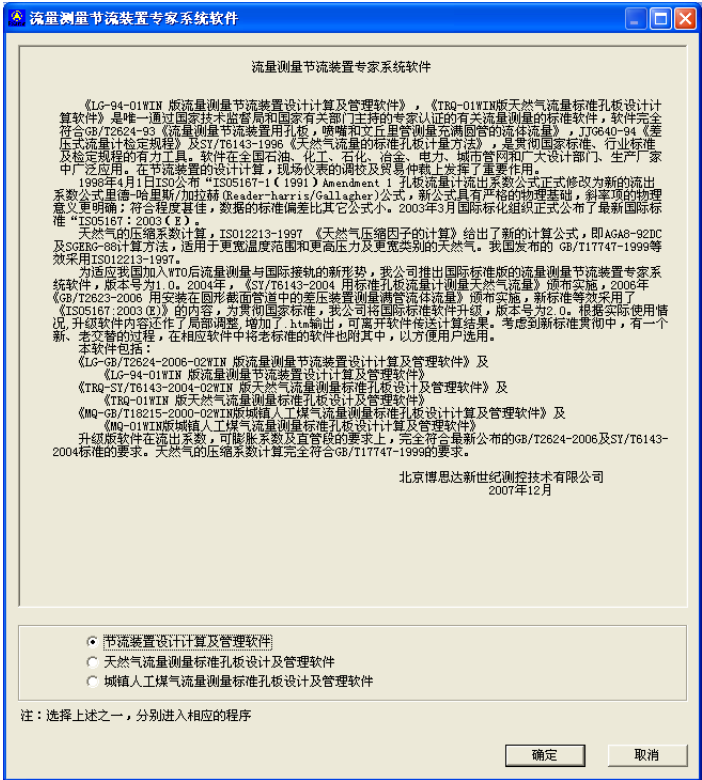 流量测量节流装置专家系统软件
流量测量节流装置专家系统软件
《LG-94-01WIN 版流量测量节流装置设计计算及管理软件》，《TRQ-01WIN版天然气流量测量标准孔板设计计
算软件》是唯一通过国家技术监督局和国家有关部门主持的专家认证的有关流量测量的标准软件，软件完全
符合GB/T2624-93《流量测量节流装置用孔板，喷嘴和文丘里管测量充满圆管的流体流量》，JJG640-94《差
压式流量计检定规程》及SY/T6143-1996《天然气流量的标准孔板计量方法》，是贯彻国家标准、行业标准
及检定规程的有力工具。软件在全国石油、化工、石化、冶金、电力、城市管网和广大设计部门、生产厂家
中广泛应用。在节流装置的设计计算，现场仪表的调校及贸易仲裁上发挥了重要作用。
1998年4月1日ISO公布“ISO5167-1（1991）Amendment 1 孔板流量计流出系数公式正式修改为新的流出
系数公式里德-哈里斯/加拉赫(Reader-harris/Gallagher)公式，新公式具有严格的物理基础，斜率项的物理
意义更明确；符合程度甚佳，数据的标准偏差比其它公式小。2003年3月国际标化组织正式公布了最新国际标
准“ISO5167：2003（E）。
天然气的压缩系数计算，ISO12213-1997 《天然气压缩因子的计算》给出了新的计算公式，即AGA8-92DC
及SGERG-88计算方法，适用于更宽温度范围和更高压力及更宽类别的天然气。我国发布的 GB/T17747-1999等
效采用ISO12213-1997。
为适应我国加入WTO后流量测量与国际接轨的新形势，我公司推出国际标准版的流量测量节流装置专家系
统软件，版本号为1.0。2004年，《SY/T6143-2004 用标准孔板流量计测量天然气流量》颁布实施，2006年
《GB/T2623-2006 用安装在圆形截面管道中的差压装置测量满管流体流量》颁布实施，新标准等效采用了
《ISO5167:2003(E)》的内容，为贯彻国家标准，我公司将国际标准软件升级，版本号为2.0。根据实际使用情
况,升级软件内容还作了局部调整,增加了.htm输出，可离开软件传送计算结果。考虑到新标准贯彻中，有一个
新、老交替的过程，在相应软件中将老标准的软件也附其中，以方便用户选用。
本软件包括：
《LG-GB/T2624-2006-02WIN 版流量测量节流装置设计计算及管理软件》及
《LG-94-01WIN 版流量测量节流装置设计计算及管理软件》
《TRQ-SY/T6143-2004-02WIN 版天然气流量测量标准孔板设计及管理软件》及
《TRQ-01WIN 版天然气流量测量标准孔板设计及管理软件》
《MQ-GB/T18215-2000-02WIN版城镇人工煤气流量测量标准孔板设计计算及管理软件》及
《MQ-01WIN版城镇人工煤气流量测量标准孔板设计计算及管理软件》
升级版软件在流出系数，可膨胀系数及直管段的要求上，完全符合最新公布的GB/T2624-2006及SY/T6143-
2004标准的要求。天然气的压缩系数计算完全符合GB/T17747-1999的要求。
北京博思达新世纪测控技术有限公司
2007年12月
节流装置设计计算及管理软件
天然气流量测量标准孔板设计及管理软件
城镇人工煤气流量测量标准孔板设计及管理软件
注：选择上述之一，分别进入相应的程序
确定
取消